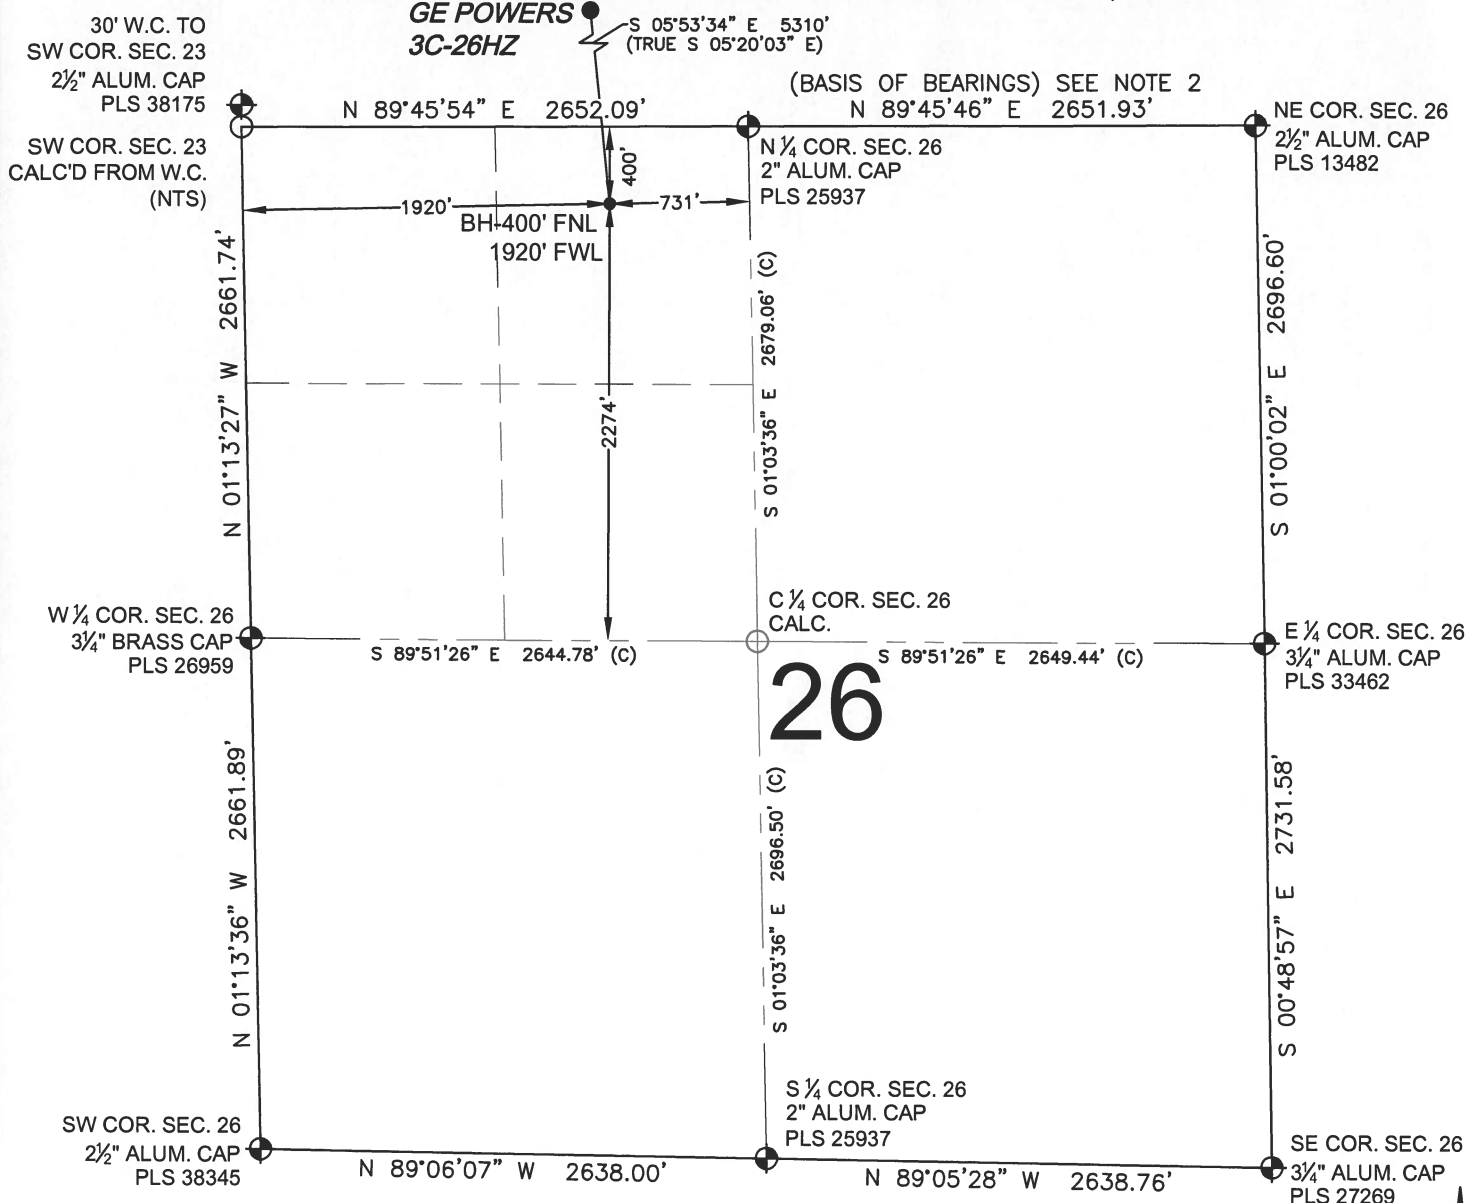 GE POWERS
3C-26HZ
S 05°53'34" E 5310'
(TRUE S 05°20'03" E)
30' W.C. TO
SW COR. SEC. 23
2½" ALUM. CAP
PLS 38175
SW COR. SEC. 23
CALC'D FROM W.C.
(NTS)
N 89°45'54" E 2652.09'
(BASIS OF BEARINGS) SEE NOTE 2
N 89°45'46" E 2651.93'
NE COR. SEC. 26
2½" ALUM. CAP
PLS 13482
N ¼ COR. SEC. 26
2" ALUM. CAP
PLS 25937
400'
1920'
731'
BH-400' FNL
1920' FWL
N 01°13'27" W 2661.74'
2274'
S 01°03'36" E 2679.06' (C)
S 01°00'02" E 2696.60'
W ¼ COR. SEC. 26
3¼" BRASS CAP
PLS 26959
S 89°51'26" E 2644.78' (C)
C ¼ COR. SEC. 26
CALC.
S 89°51'26" E 2649.44' (C)
E ¼ COR. SEC. 26
3¼" ALUM. CAP
PLS 33462
26
N 01°13'36" W 2661.89'
S 01°03'36" E 2696.50' (C)
S 00°48'57" E 2731.58'
SW COR. SEC. 26
2½" ALUM. CAP
PLS 38345
N 89°06'07" W 2638.00'
S ¼ COR. SEC. 26
2" ALUM. CAP
PLS 25937
N 89°05'28" W 2638.76'
SE COR. SEC. 26
3¼" ALUM. CAP
PLS 27269